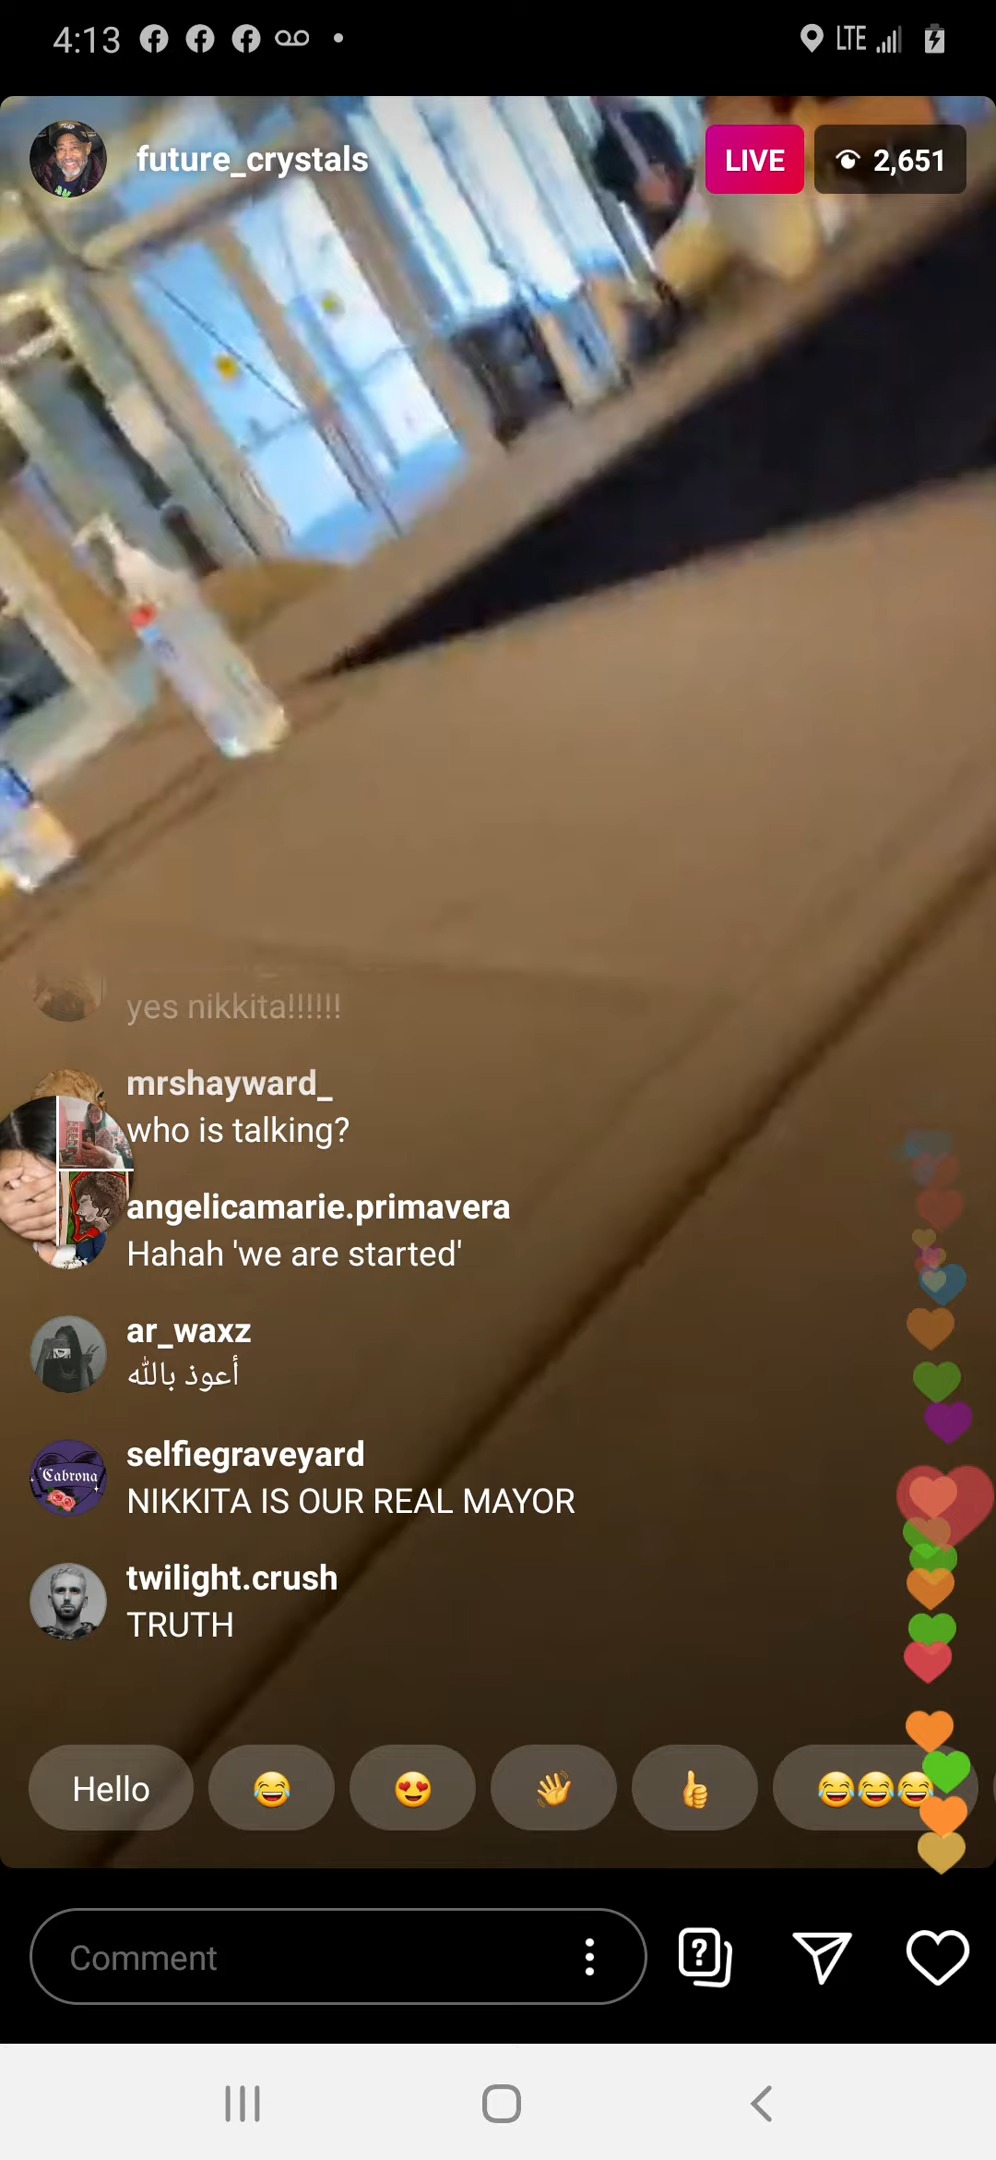 4:13
LTE
future_crystals
LIVE
2,651
yes nikkita!!!!!!
mrshayward_
who is talking?
angelicamarie.primavera
Hahah 'we are started'
ar_waxz
أعوذ بالله
selfiegraveyard
Cabrona
NIKKITA IS OUR REAL MAYOR
twilight.crush
TRUTH
Hello
Comment